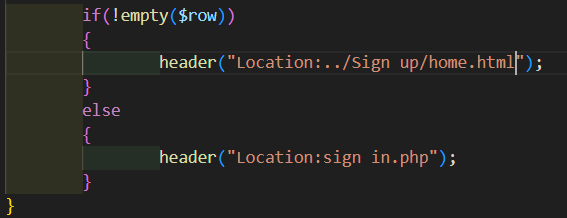 if(!empty($row))
{
header("Location:../Sign up/home.html");
}
else
{
header("Location:sign in.php");
}
}